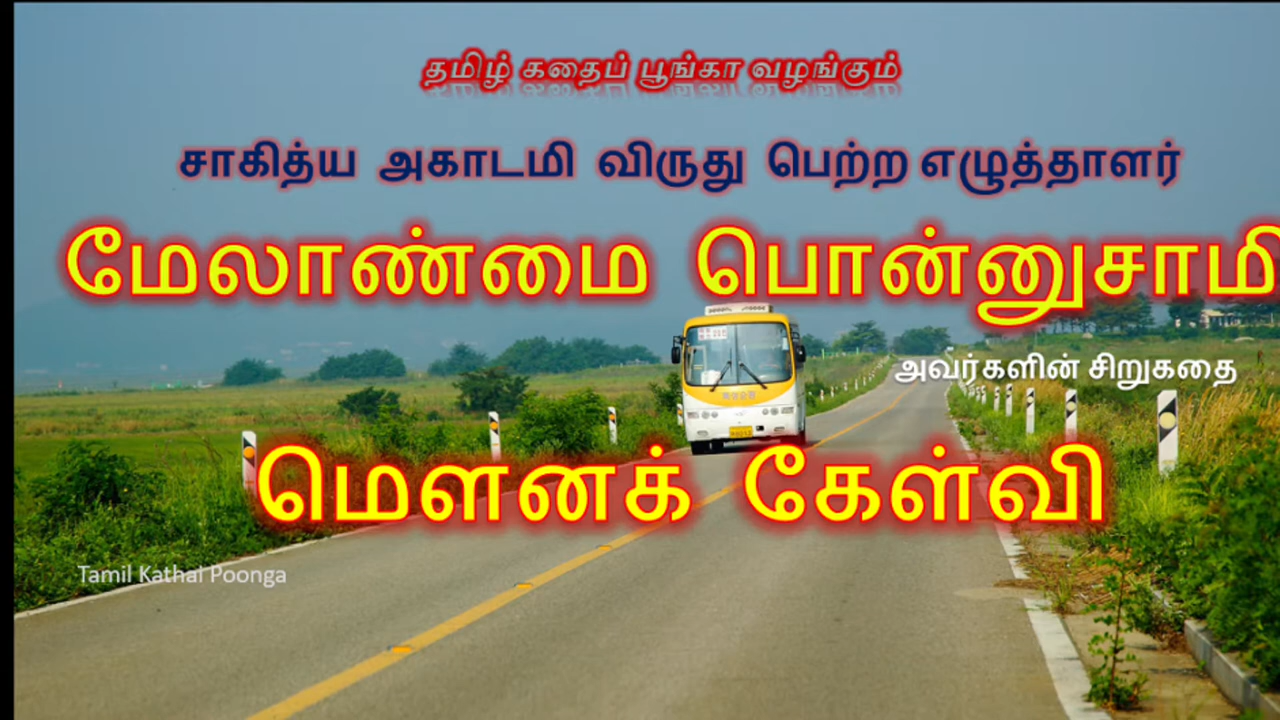 தமிழ் கதைப் பூங்கா வழங்கும்
சாகித்ய அகாடமி விருது பெற்ற எழுத்தாளர்
மேலாண்மை பொன்னுசாமி
அவர்களின் சிறுகதை
மௌனக் கேள்வி
Tamil Kathai Poonga